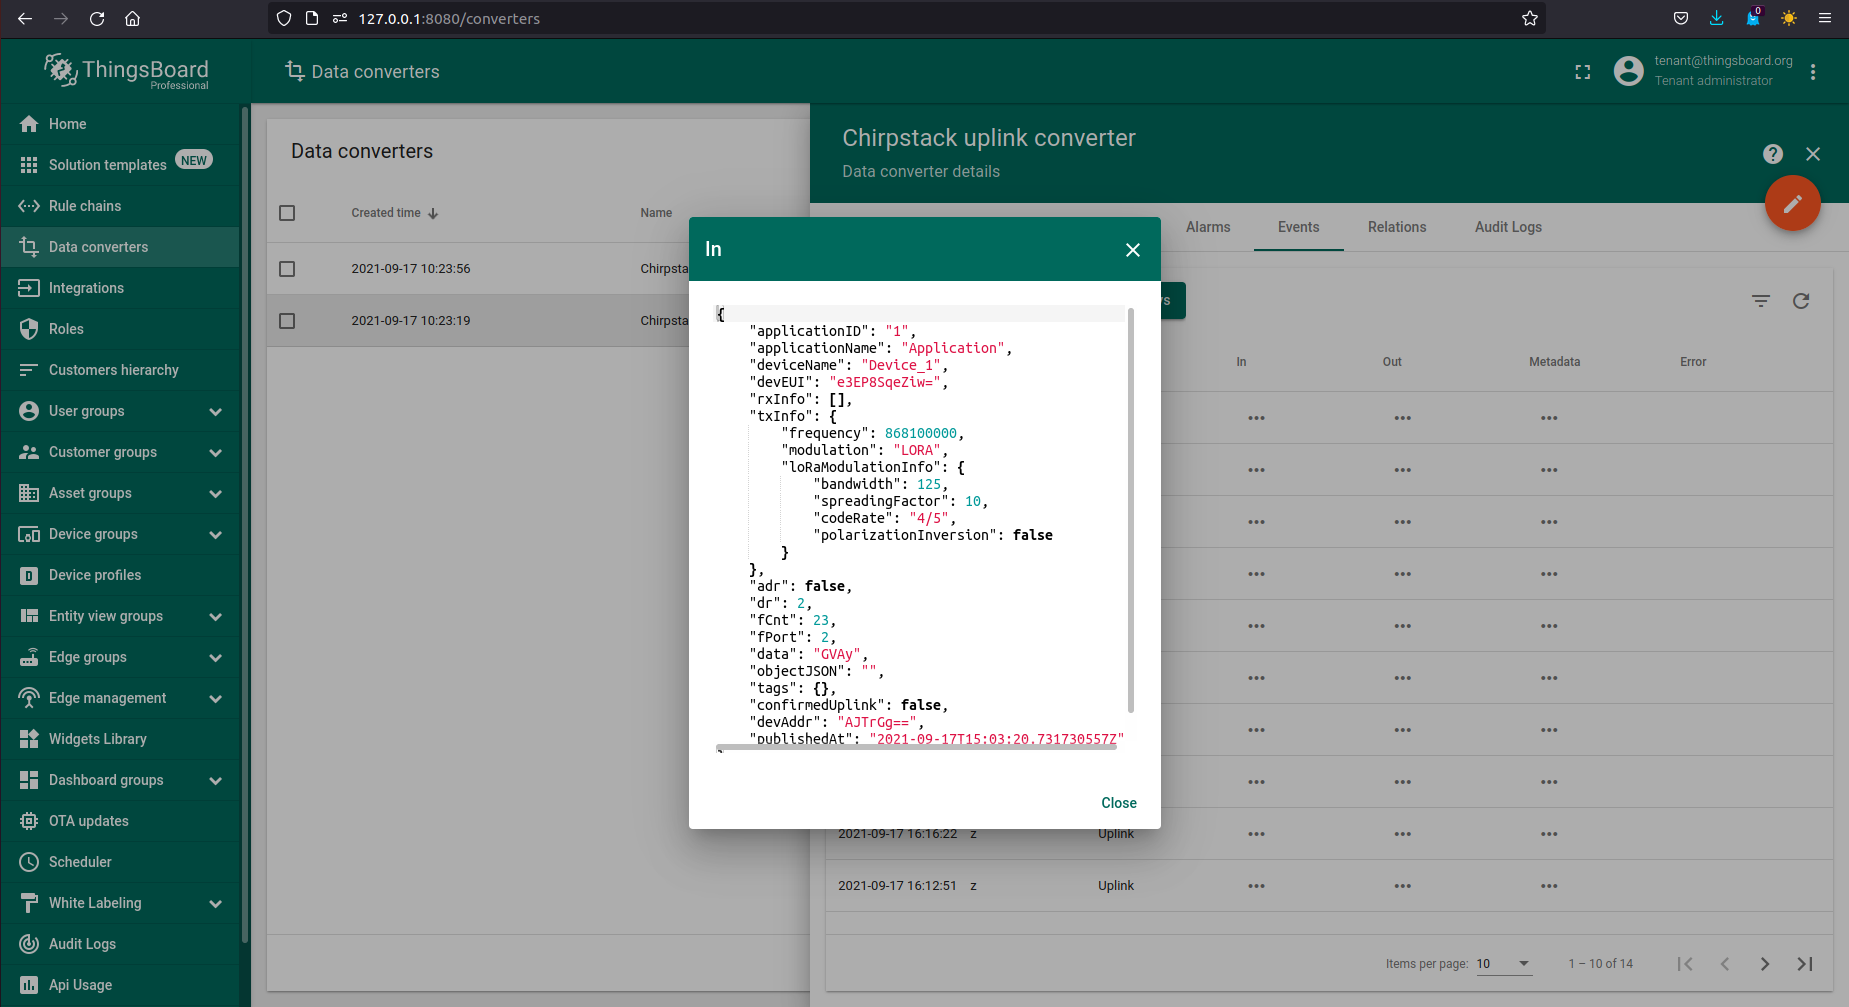 127.0.0.1:8080/converters
0
ThingsBoard
Professional
Data converters
tenant@thingsboard.org
Tenant administrator
Home
Solution templates
NEW
Rule chains
Data converters
Integrations
Roles
Customers hierarchy
User groups
Customer groups
Asset groups
Device groups
Device profiles
Entity view groups
Edge groups
Edge management
Widgets Library
Dashboard groups
OTA updates
Scheduler
White Labeling
Audit Logs
Api Usage
Data converters
Created time
Name
2021-09-17 10:23:56
Chirpsta
2021-09-17 10:23:19
Chirpsta
Chirpstack uplink converter
Data converter details
Alarms
Events
Relations
Audit Logs
In
Out
Metadata
Error
In
{
"applicationID": "1",
"applicationName": "Application",
"deviceName": "Device_1",
"devEUI": "e3EP8SqeZiw=",
"rxInfo": [],
"txInfo": {
"frequency": 868100000,
"modulation": "LORA",
"loRaModulationInfo": {
"bandwidth": 125,
"spreadingFactor": 10,
"codeRate": "4/5",
"polarizationInversion": false
}
},
"adr": false,
"dr": 2,
"fCnt": 23,
"fPort": 2,
"data": "GVAy",
"objectJSON": "",
"tags": {},
"confirmedUplink": false,
"devAddr": "AJTrGg==",
"publishedAt": "2021-09-17T15:03:20.731730557Z"
Close
2021-09-17 16:16:22 z Uplink
2021-09-17 16:12:51 z Uplink
Items per page: 10
1 – 10 of 14